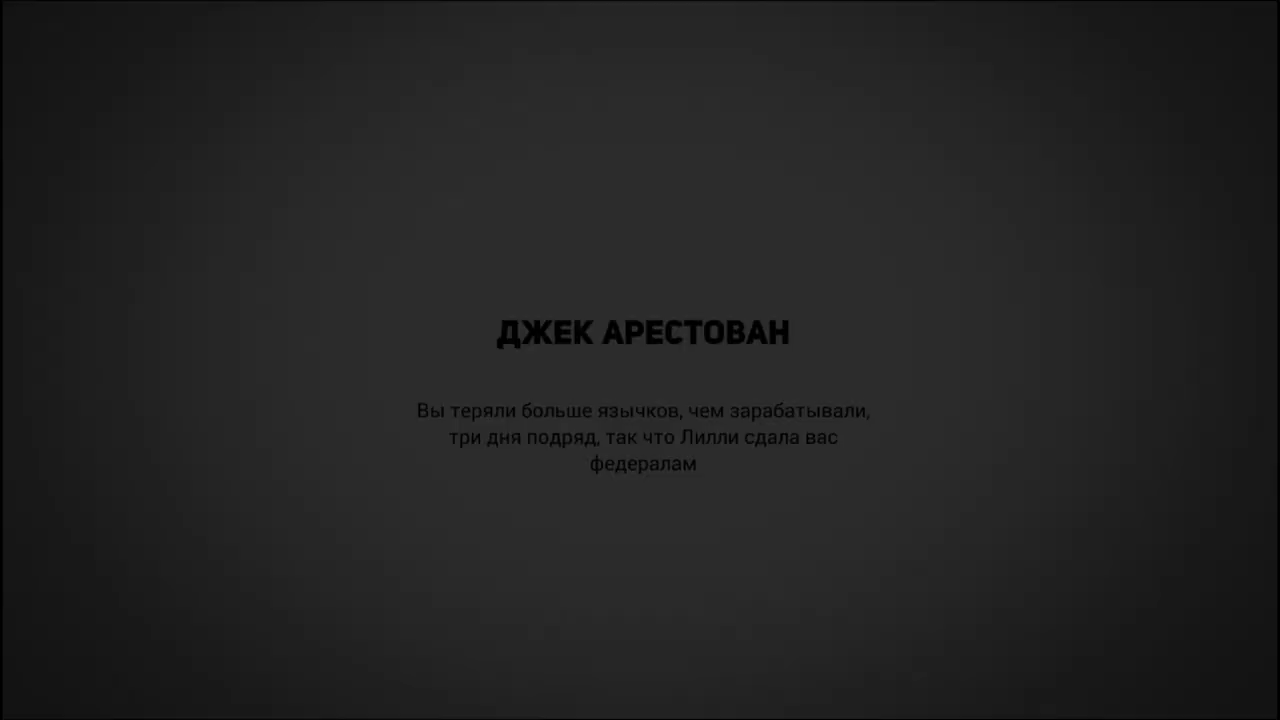 ДЖЕК АРЕСТОВАН
Вы теряли больше язычков, чем зарабатывали,
три дня подряд, так что Лилли сдала вас
федералам